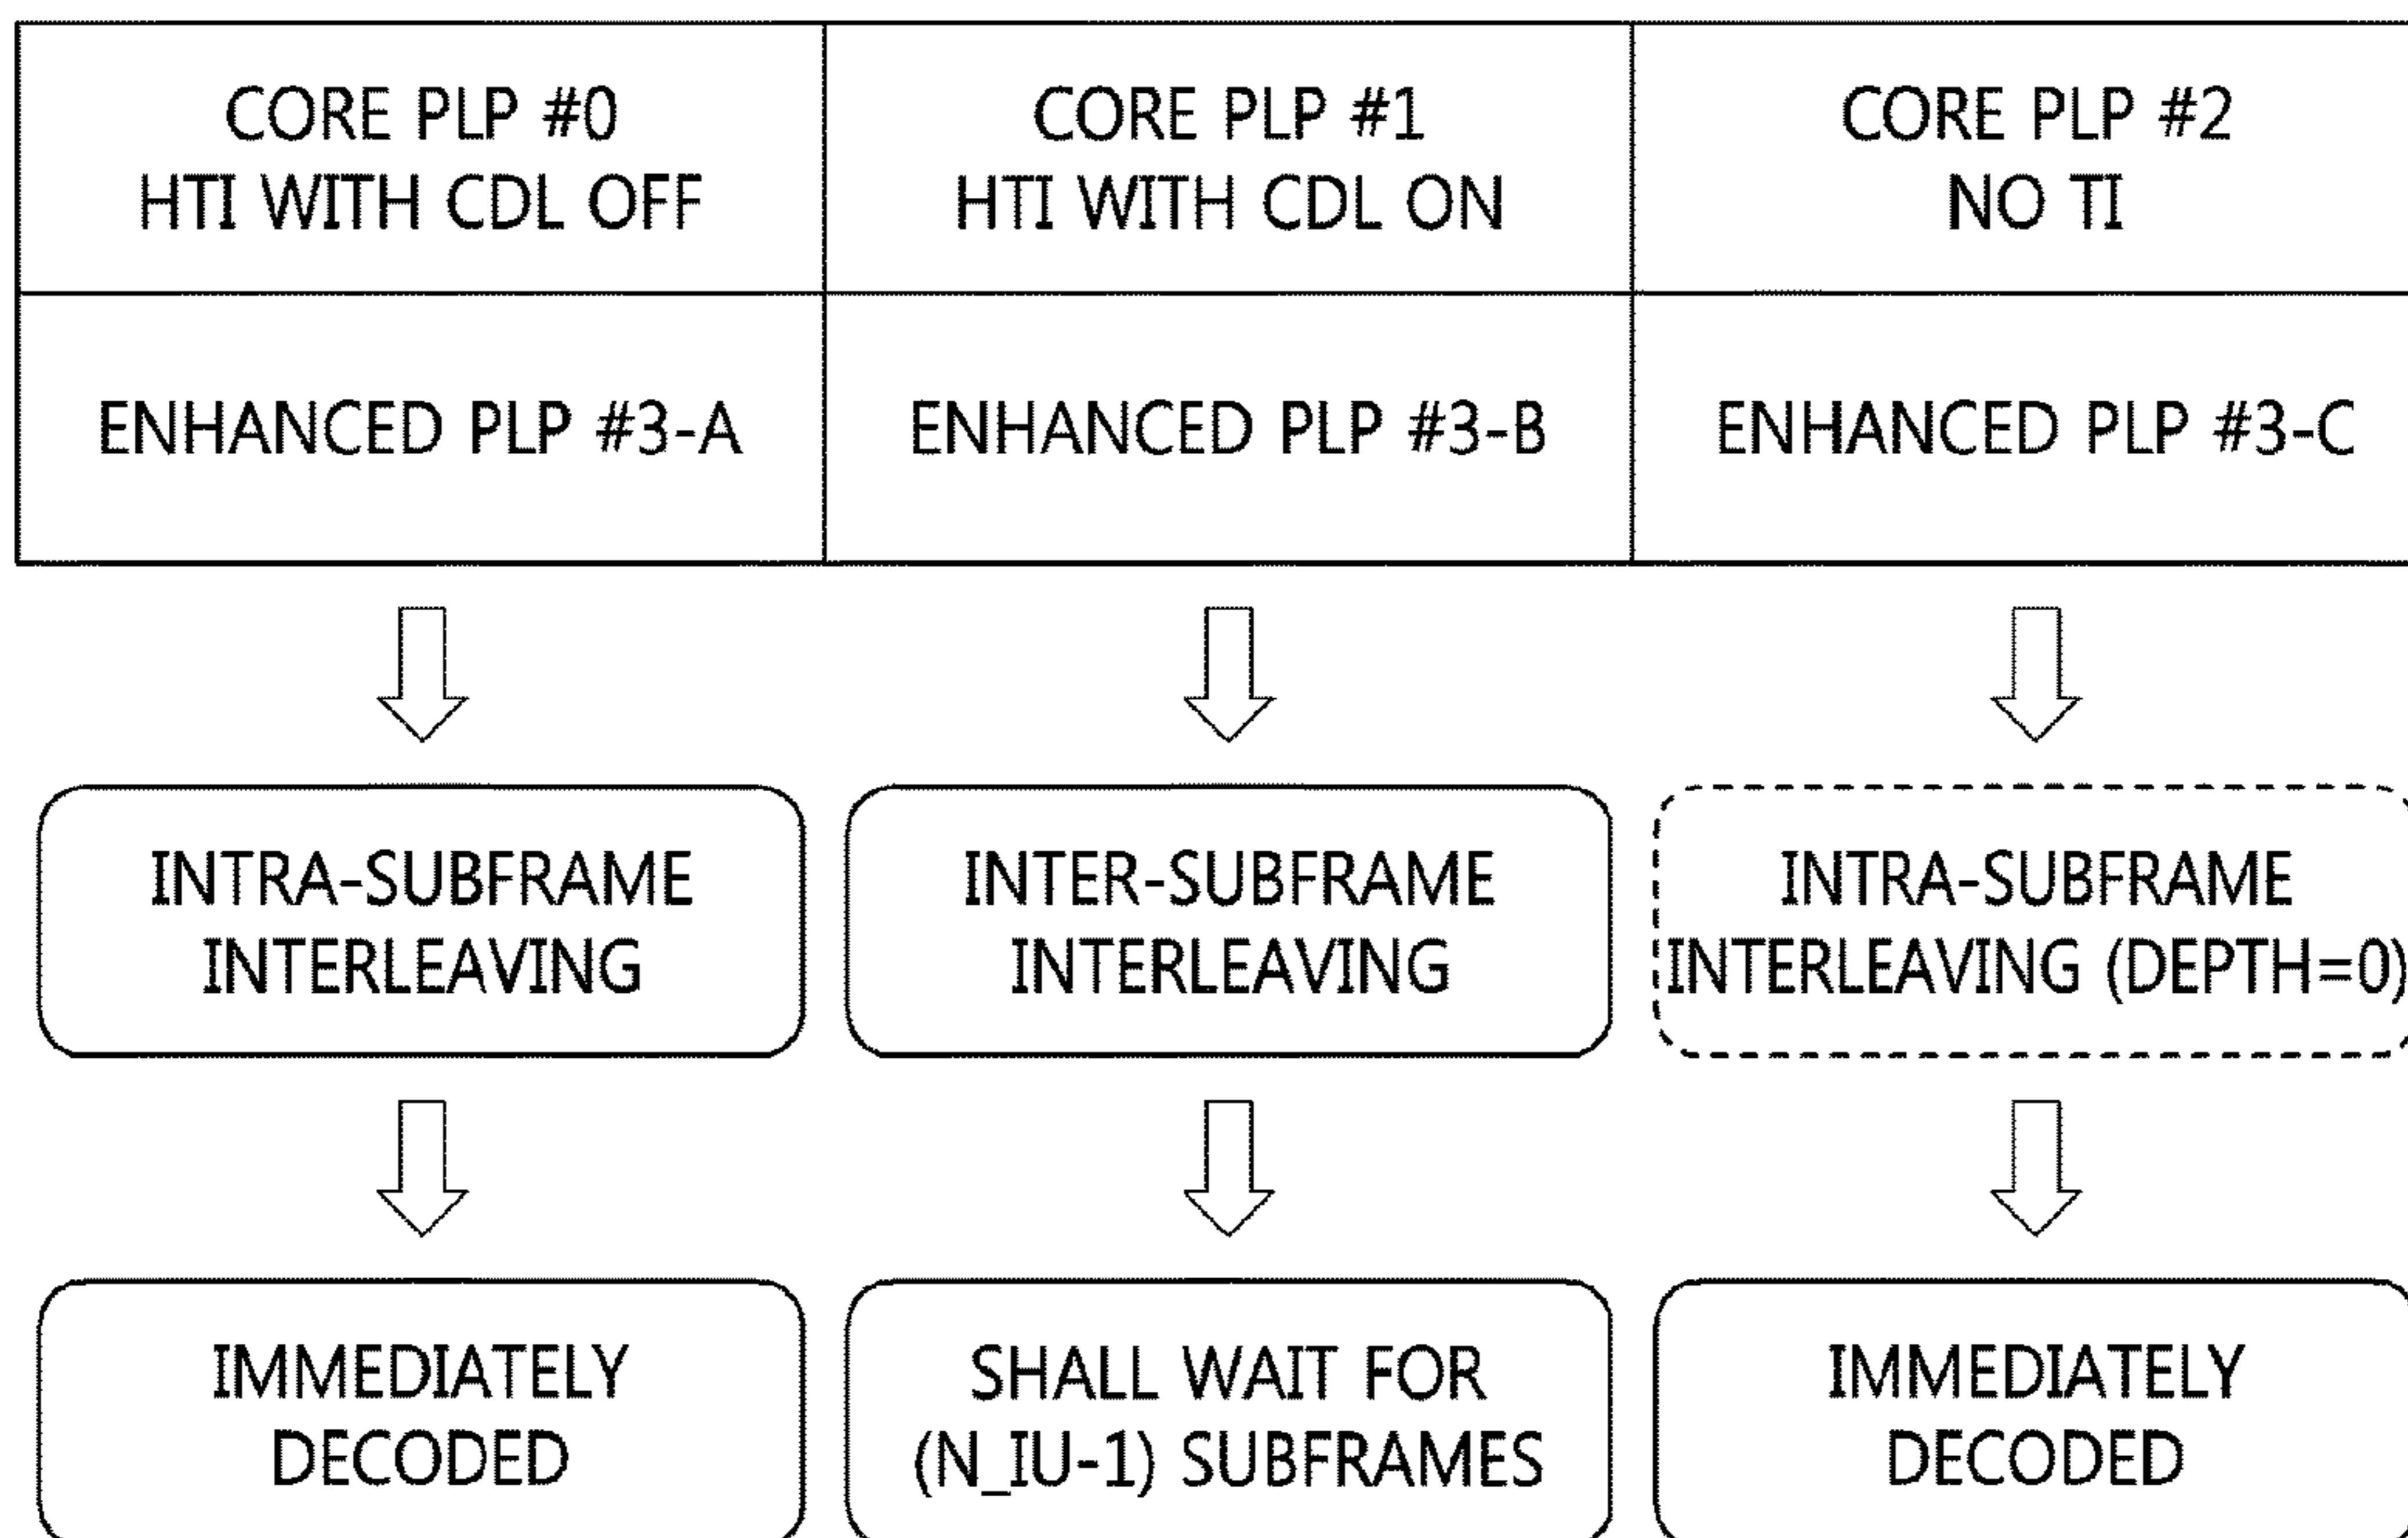 CORE PLP #0
HTI WITH CDL OFF
CORE PLP #1
HTI WITH CDL ON
CORE PLP #2
NO TI
ENHANCED PLP #3-A
ENHANCED PLP #3-B
ENHANCED PLP #3-C
INTRA-SUBFRAME
INTERLEAVING
INTER-SUBFRAME
INTERLEAVING
INTRA-SUBFRAME
INTERLEAVING (DEPTH=0)
IMMEDIATELY
DECODED
SHALL WAIT FOR
(N_IU-1) SUBFRAMES
IMMEDIATELY
DECODED